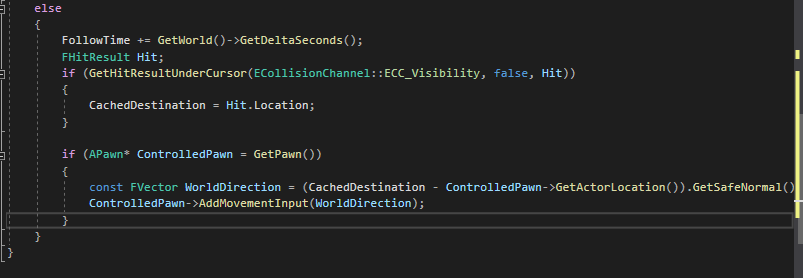 else
{
FollowTime += GetWorld()->GetDeltaSeconds();
FHitResult Hit;
if (GetHitResultUnderCursor(ECollisionChannel::ECC_Visibility, false, Hit))
{
CachedDestination = Hit.Location;
}
if (APawn* ControlledPawn = GetPawn())
{
const FVector WorldDirection = (CachedDestination - ControlledPawn->GetActorLocation()).GetSafeNormal()
ControlledPawn->AddMovementInput(WorldDirection);
}
}
}